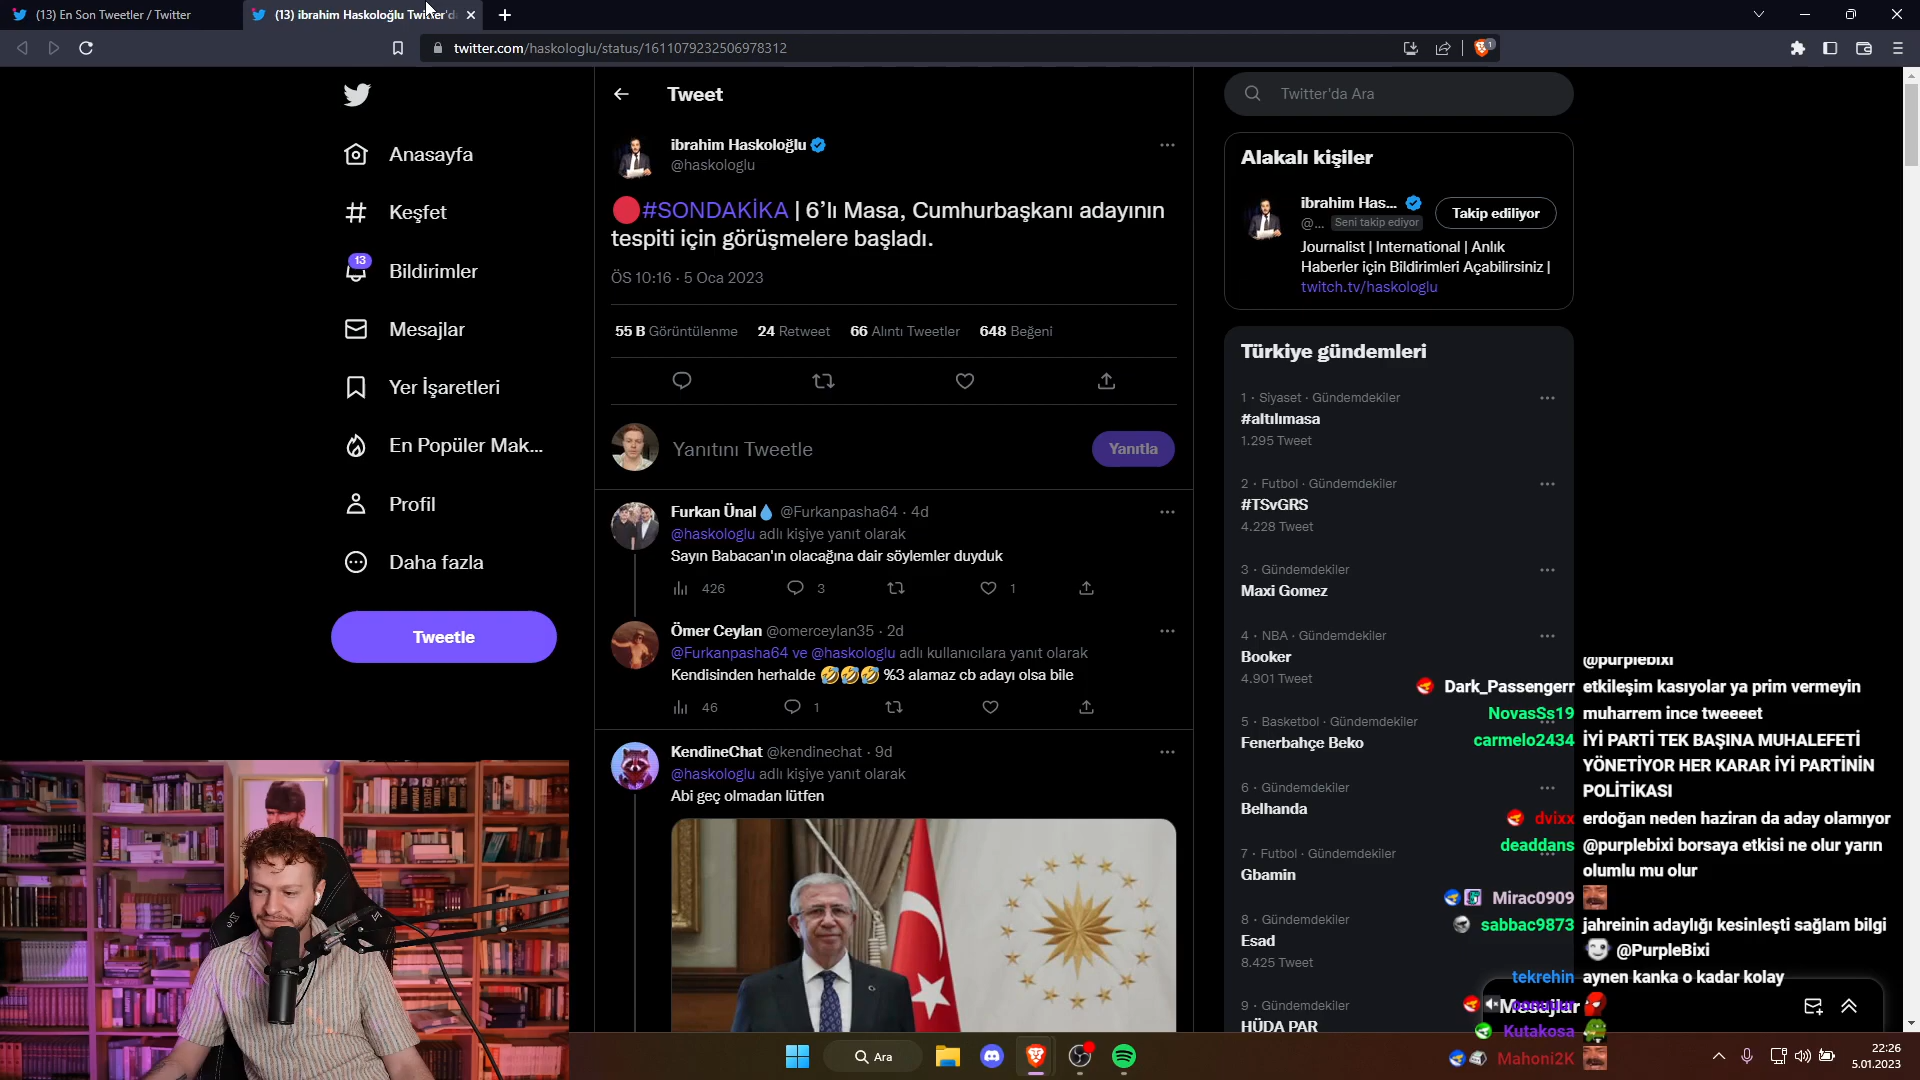 (13) En Son Tweetler / Twitter
(13) ibrahim Haskoloğlu Twitter'da
twitter.com/haskologlu/status/1611079232506978312
1
Anasayfa
Keşfet
13
Bildirimler
Mesajlar
Yer İşaretleri
En Popüler Mak...
Profil
Daha fazla
Tweetle
Tweet
ibrahim Haskoloğlu
@haskologlu
#SONDAKİKA | 6’lı Masa, Cumhurbaşkanı adayının
tespiti için görüşmelere başladı.
ÖS 10:16 · 5 Oca 2023
55 B Görüntülenme 24 Retweet 66 Alıntı Tweetler 648 Beğeni
Yanıtını Tweetle
Yanıtla
Furkan Ünal💧 @Furkanpasha64 · 4d
@haskologlu adlı kişiye yanıt olarak
Sayın Babacan'ın olacağına dair söylemler duyduk
426 3 1
Ömer Ceylan @omerceylan35 · 2d
@Furkanpasha64 ve @haskologlu adlı kullanıcılara yanıt olarak
Kendisinden herhalde 🤣🤣🤣 %3 alamaz cb adayı olsa bile
46 1
KendineChat @kendinechat · 9d
@haskologlu adlı kişiye yanıt olarak
Abi geç olmadan lütfen
Twitter'da Ara
Alakalı kişiler
ibrahim Has...
@... Seni takip ediyor
Takip ediliyor
Journalist | International | Anlık
Haberler için Bildirimleri Açabilirsiniz |
twitch.tv/haskologlu
Türkiye gündemleri
1 · Siyaset · Gündemdekiler
#altılımasa
1.295 Tweet
2 · Futbol · Gündemdekiler
#TSvGRS
4.228 Tweet
3 · Gündemdekiler
Maxi Gomez
4 · NBA · Gündemdekiler
Booker
4.901 Tweet
5 · Basketbol · Gündemdekiler
Fenerbahçe Beko
6 · Gündemdekiler
Belhanda
7 · Futbol · Gündemdekiler
Gbamin
8 · Gündemdekiler
Esad
8.425 Tweet
9 · Gündemdekiler
HÜDA PAR
@purplebixi
Dark_Passengerr etkileşim kasıyolar ya prim vermeyin
NovasSs19 muharrem ince tweeeet
carmelo2434 İYİ PARTİ TEK BAŞINA MUHALEFETİ
YÖNETİYOR HER KARAR İYİ PARTİNİN
POLİTİKASI
dvixx erdoğan neden haziran da aday olamıyor
deaddans @purplebixi borsaya etkisi ne olur yarın
olumlu mu olur
Mirac0909
sabbac9873 jahreinin adaylığı kesinleşti sağlam bilgi
@PurpleBixi
tekrehin aynen kanka o kadar kolay
Mesajlar
Kutakosa
Mahoni2K
Ara
22:26
5.01.2023